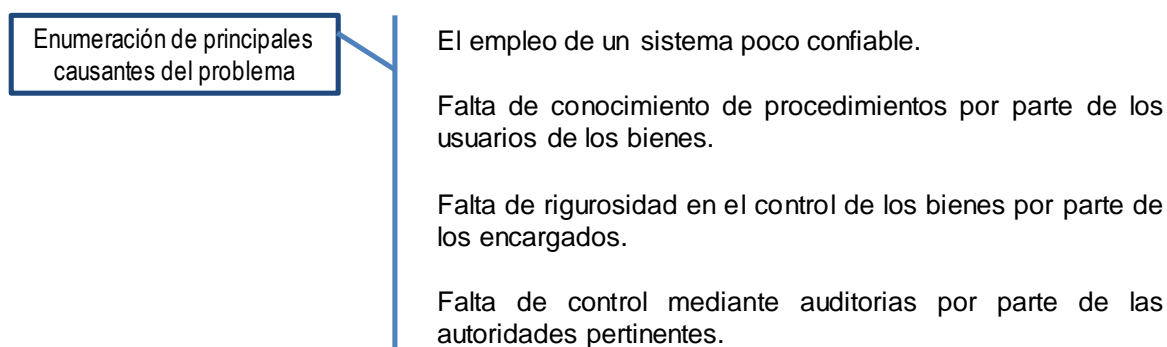 Enumeración de principales
causantes del problema
El empleo de un sistema poco confiable.
Falta de conocimiento de procedimientos por parte de los
usuarios de los bienes.
Falta de rigurosidad en el control de los bienes por parte de
los encargados.
Falta de control mediante auditorias por parte de las
autoridades pertinentes.